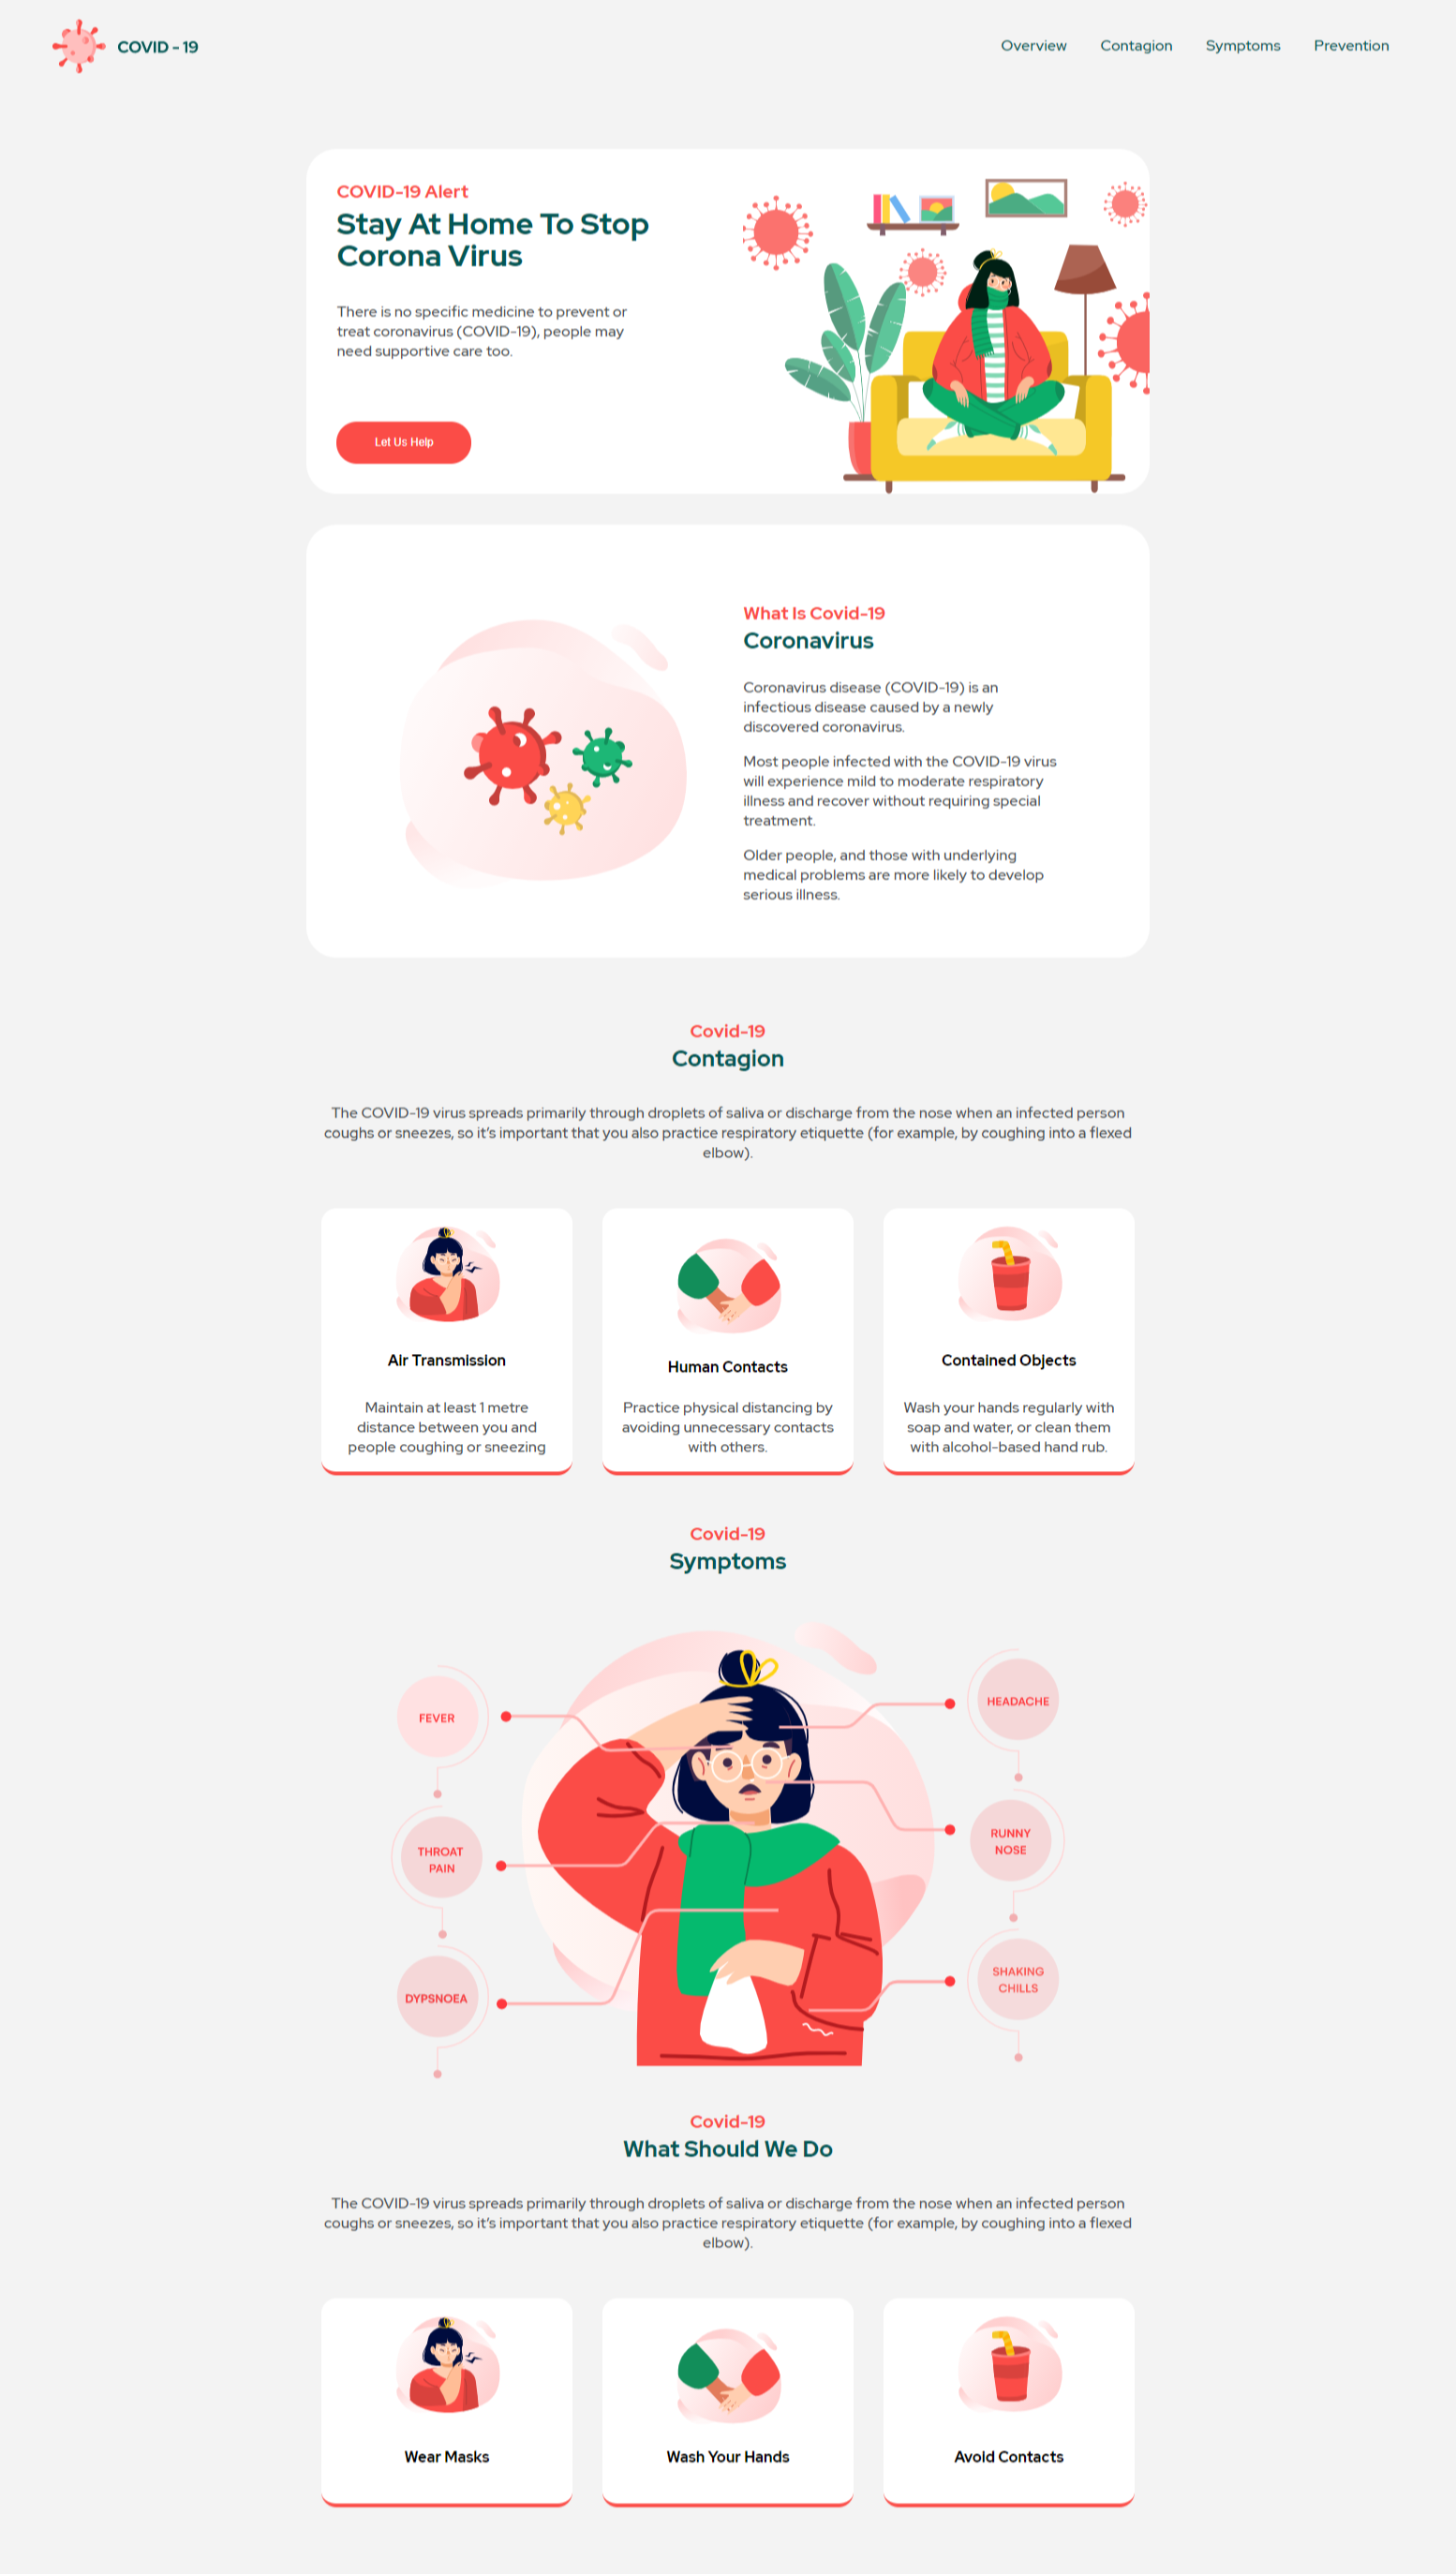 COVID - 19
Overview
Contagion
Symptoms
Prevention
COVID-19 Alert
Stay At Home To Stop
Corona Virus
There is no specific medicine to prevent or
treat coronavirus (COVID-19), people may
need supportive care too.
Let Us Help
What Is Covid-19
Coronavirus
Coronavirus disease (COVID-19) is an
infectious disease caused by a newly
discovered coronavirus.
Most people infected with the COVID-19 virus
will experience mild to moderate respiratory
illness and recover without requiring special
treatment.
Older people, and those with underlying
medical problems are more likely to develop
serious illness.
Covid-19
Contagion
The COVID-19 virus spreads primarily through droplets of saliva or discharge from the nose when an infected person
coughs or sneezes, so it’s important that you also practice respiratory etiquette (for example, by coughing into a flexed
elbow).
Air Transmission
Maintain at least 1 metre
distance between you and
people coughing or sneezing
Human Contacts
Practice physical distancing by
avoiding unnecessary contacts
with others.
Contained Objects
Wash your hands regularly with
soap and water, or clean them
with alcohol-based hand rub.
Covid-19
Symptoms
FEVER
HEADACHE
THROAT
PAIN
RUNNY
NOSE
DYPSNOEA
SHAKING
CHILLS
Covid-19
What Should We Do
The COVID-19 virus spreads primarily through droplets of saliva or discharge from the nose when an infected person
coughs or sneezes, so it’s important that you also practice respiratory etiquette (for example, by coughing into a flexed
elbow).
Wear Masks
Wash Your Hands
Avoid Contacts